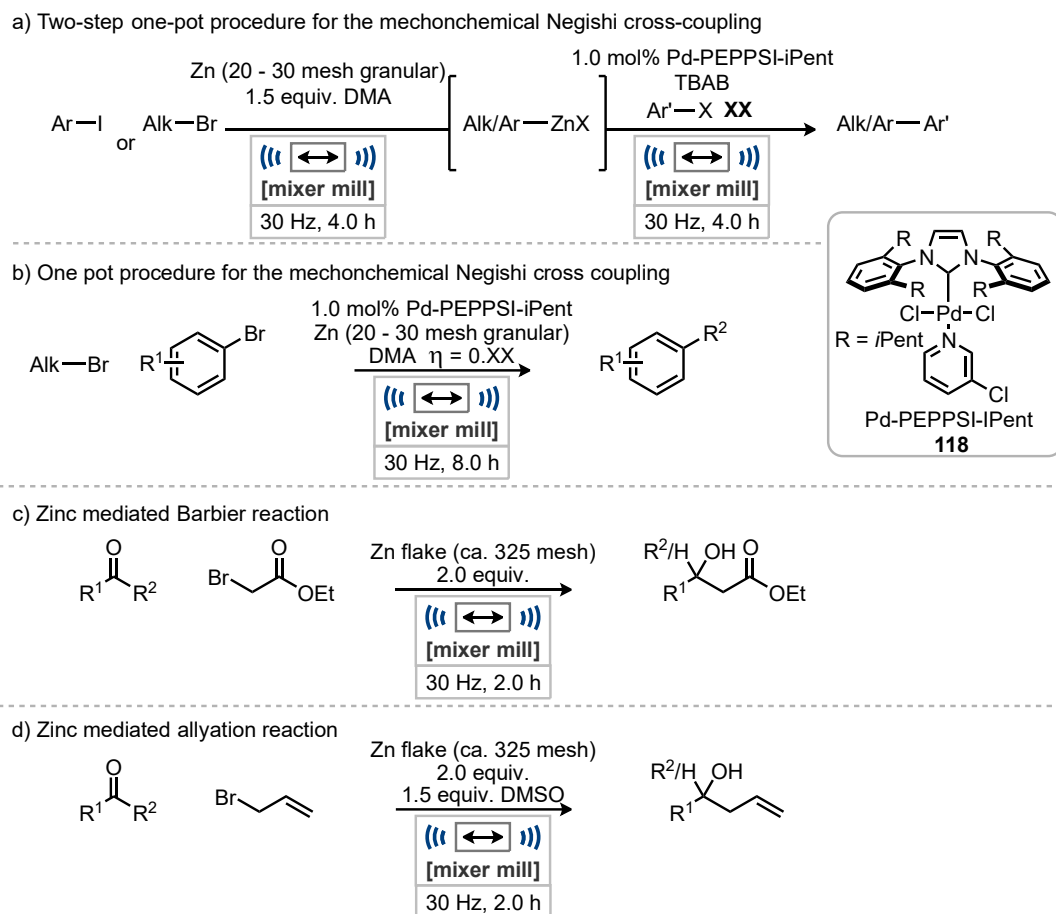 a) Two-step one-pot procedure for the mechonchemical Negishi cross-coupling
Zn (20 - 30 mesh granular)
1.5 equiv. DMA
1.0 mol% Pd-PEPPSI-iPent
TBAB
Ar'—X XX
Ar—I or Alk—Br
Alk/Ar—ZnX
Alk/Ar—Ar'
[mixer mill]
30 Hz, 4.0 h
[mixer mill]
30 Hz, 4.0 h
b) One pot procedure for the mechonchemical Negishi cross coupling
1.0 mol% Pd-PEPPSI-iPent
Zn (20 - 30 mesh granular)
DMA η = 0.XX
Alk—Br
R1
Br
R1
R2
[mixer mill]
30 Hz, 8.0 h
R
R
N
N
R
R
Cl—Pd—Cl
R = iPent
N
Cl
Pd-PEPPSI-IPent
118
c) Zinc mediated Barbier reaction
O
R1
R2
Br
O
OEt
Zn flake (ca. 325 mesh)
2.0 equiv.
[mixer mill]
30 Hz, 2.0 h
R2/H
OH
O
R1
OEt
d) Zinc mediated allyation reaction
O
R1
R2
Br
Zn flake (ca. 325 mesh)
2.0 equiv.
1.5 equiv. DMSO
[mixer mill]
30 Hz, 2.0 h
R2/H
OH
R1